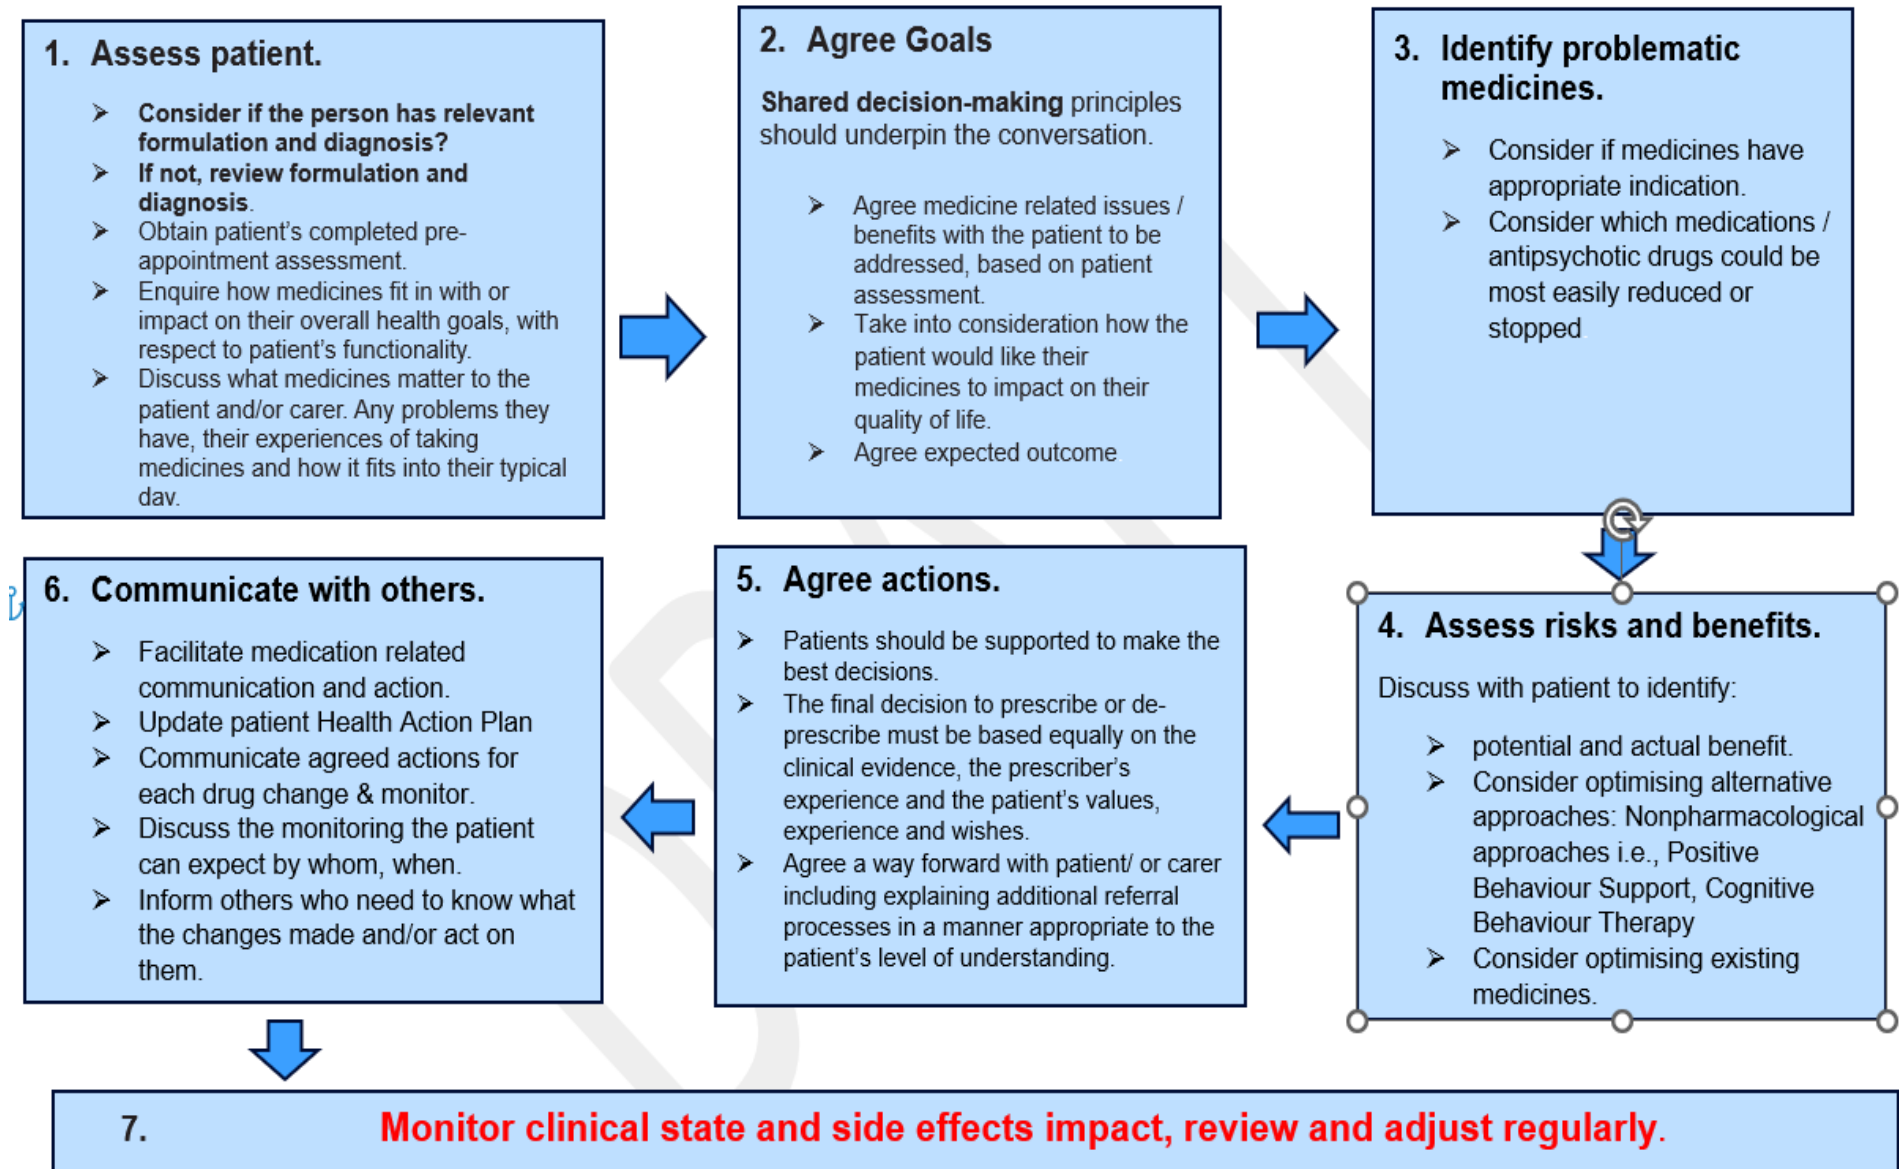 1. Assess patient.
➢ Consider if the person has relevant
formulation and diagnosis?
➢ If not, review formulation and
diagnosis.
➢ Obtain patient's completed pre-
appointment assessment.
➢ Enquire how medicines fit in with or
impact on their overall health goals, with
respect to patient's functionality.
➢ Discuss what medicines matter to the
patient and/or carer. Any problems they
have, their experiences of taking
medicines and how it fits into their typical
day.
2. Agree Goals
Shared decision-making principles
should underpin the conversation.
➢ Agree medicine related issues /
benefits with the patient to be
addressed, based on patient
assessment.
➢ Take into consideration how the
patient would like their
medicines to impact on their
quality of life.
➢ Agree expected outcome
3. Identify problematic
medicines.
➢ Consider if medicines have
appropriate indication.
➢ Consider which medications /
antipsychotic drugs could be
most easily reduced or
stopped.
4. Assess risks and benefits.
Discuss with patient to identify:
➢ potential and actual benefit.
➢ Consider optimising alternative
approaches: Nonpharmacological
approaches i.e., Positive
Behaviour Support, Cognitive
Behaviour Therapy
➢ Consider optimising existing
medicines.
5. Agree actions.
➢ Patients should be supported to make the
best decisions.
➢ The final decision to prescribe or de-
prescribe must be based equally on the
clinical evidence, the prescriber's
experience and the patient's values,
experience and wishes.
➢ Agree a way forward with patient/ or carer
including explaining additional referral
processes in a manner appropriate to the
patient's level of understanding.
6. Communicate with others.
➢ Facilitate medication related
communication and action.
➢ Update patient Health Action Plan
➢ Communicate agreed actions for
each drug change & monitor.
➢ Discuss the monitoring the patient
can expect by whom, when.
➢ Inform others who need to know what
the changes made and/or act on
them.
7. Monitor clinical state and side effects impact, review and adjust regularly.